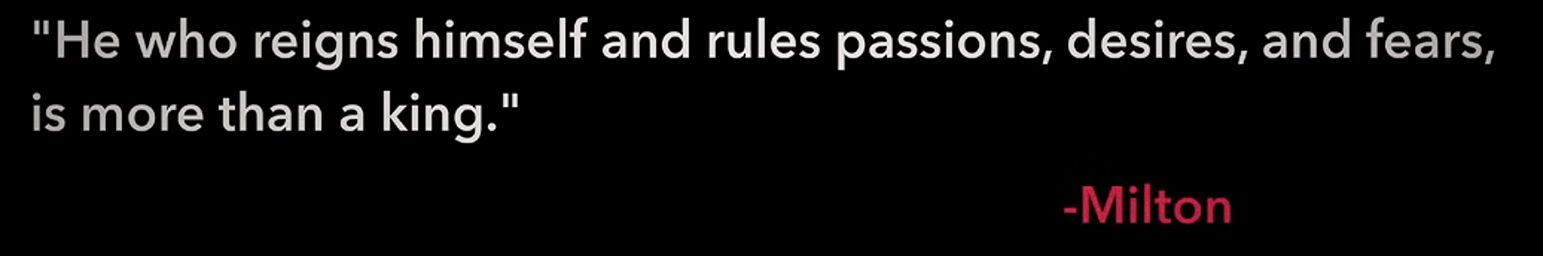 "He who reigns himself and rules passions, desires, and fears,
is more than a king."
-Milton